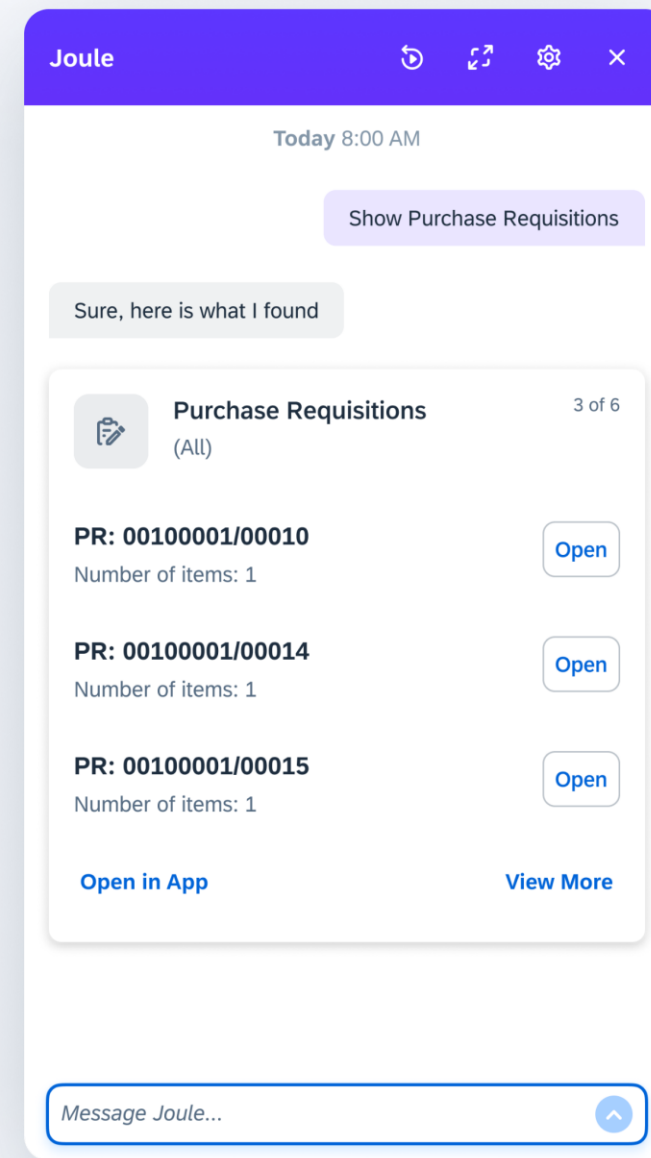 Joule
Today 8:00 AM
Show Purchase Requisitions
Sure, here is what I found
Purchase Requisitions
3 of 6
(All)
PR: 00100001/00010
Open
Number of items: 1
PR: 00100001/00014
Open
Number of items: 1
PR: 00100001/00015
Open
Number of items: 1
Open in App
View More
Message Joule...